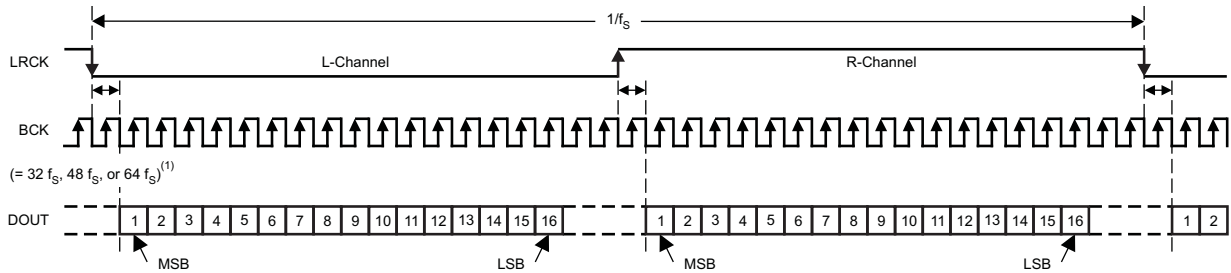 1/fS
LRCK
L-Channel
R-Channel
BCK
(= 32 fS, 48 fS, or 64 fS)(1)
DOUT
1 2 3 4 5 6 7 8 9 10 11 12 13 14 15 16 1 2 3 4 5 6 7 8 9 10 11 12 13 14 15 16 1 2
MSB LSB MSB LSB